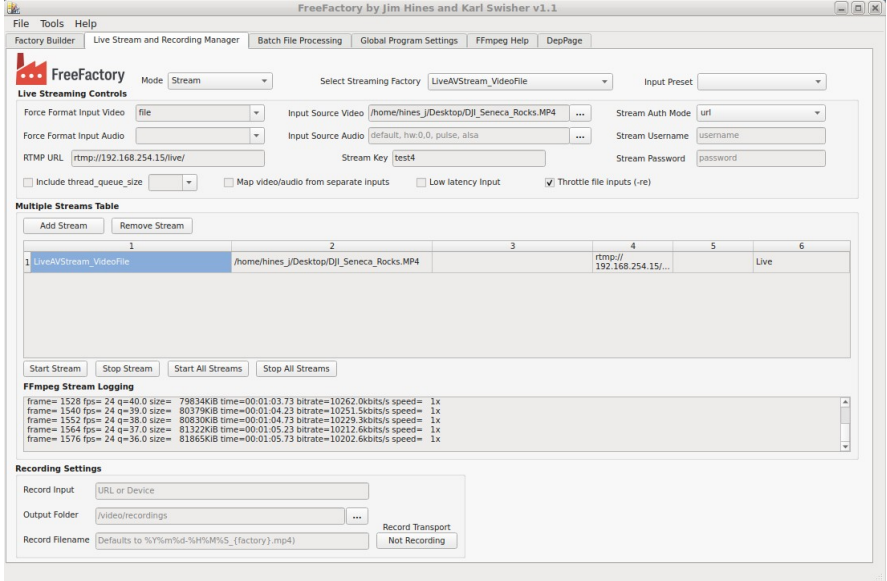 FreeFactory by Jim Hines and Karl Swisher v1.1
File Tools Help
Factory Builder Live Stream and Recording Manager Batch File Processing Global Program Settings FFmpeg Help DepPage
FreeFactory Mode Stream Select Streaming Factory LiveAVStream_VideoFile Input Preset
Live Streaming Controls
Force Format Input Video file Input Source Video /home/hines_j/Desktop/DJI_Seneca_Rocks.MP4 ... Stream Auth Mode url
Force Format Input Audio Input Source Audio default, hw:0,0, pulse, alsa ... Stream Username username
RTMP URL rtmp://192.168.254.15/live/ Stream Key test4 Stream Password password
Include thread_queue_size Map video/audio from separate inputs Low latency Input Throttle file inputs (-re)
Multiple Streams Table
Add Stream Remove Stream
1 2 3 4 5 6
1 LiveAVStream_VideoFile /home/hines_j/Desktop/DJI_Seneca_Rocks.MP4 rtmp:// Live
192.168.254.15/...
Start Stream Stop Stream Start All Streams Stop All Streams
FFmpeg Stream Logging
frame= 1528 fps= 24 q=40.0 size= 79834KiB time=00:01:03.73 bitrate=10262.0kbits/s speed= 1x
frame= 1540 fps= 24 q=39.0 size= 80379KiB time=00:01:04.23 bitrate=10251.5kbits/s speed= 1x
frame= 1552 fps= 24 q=38.0 size= 80830KiB time=00:01:04.73 bitrate=10229.3kbits/s speed= 1x
frame= 1564 fps= 24 q=37.0 size= 81322KiB time=00:01:05.23 bitrate=10212.6kbits/s speed= 1x
frame= 1576 fps= 24 q=36.0 size= 81865KiB time=00:01:05.73 bitrate=10202.6kbits/s speed= 1x
Recording Settings
Record Input URL or Device
Output Folder /video/recordings ...
Record Transport
Record Filename Defaults to %Y%m%d-%H%M%S_{factory}.mp4) Not Recording